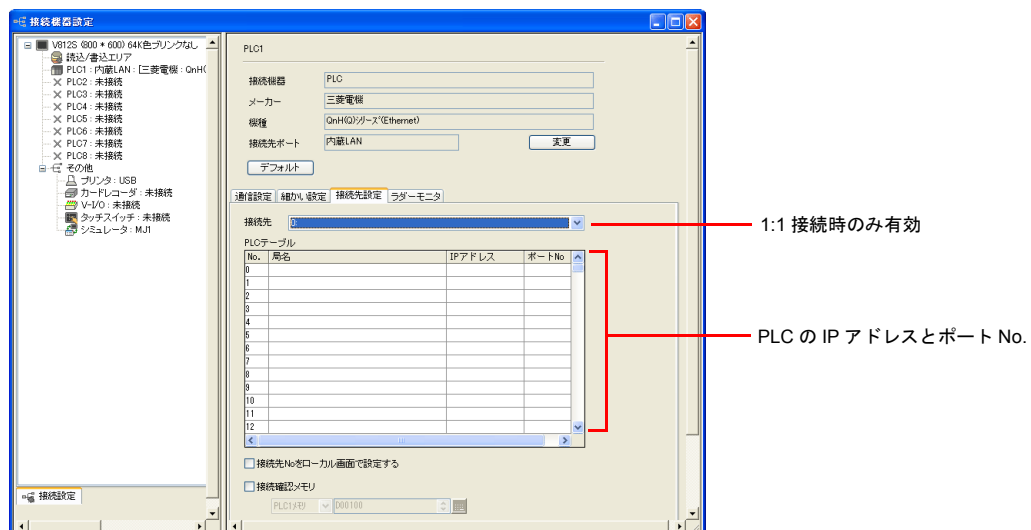 接続機器設定
V812S (800 * 600) 64K色ブリンクなし
読込/書込エリア
PLC1 : 内蔵LAN : [三菱電機 : QnH(
PLC2 : 未接続
PLC3 : 未接続
PLC4 : 未接続
PLC5 : 未接続
PLC6 : 未接続
PLC7 : 未接続
PLC8 : 未接続
その他
プリンタ : USB
カードレコーダ : 未接続
V-I/O : 未接続
タッチスイッチ : 未接続
シミュレータ : MJ1
接続設定
PLC1
接続機器 PLC
メーカー 三菱電機
機種 QnH(Q)シリーズ(Ethernet)
接続先ポート 内蔵LAN 変更
デフォルト
通信設定 細かい設定 接続先設定 ラダーモニタ
接続先 0:
PLCテーブル
No. 局名 IPアドレス ポートNo
0
1
2
3
4
5
6
7
8
9
10
11
12
接続先Noをローカル画面で設定する
接続確認メモリ
PLC1メモリ D00100
1:1 接続時のみ有効
PLC の IP アドレスとポート No.